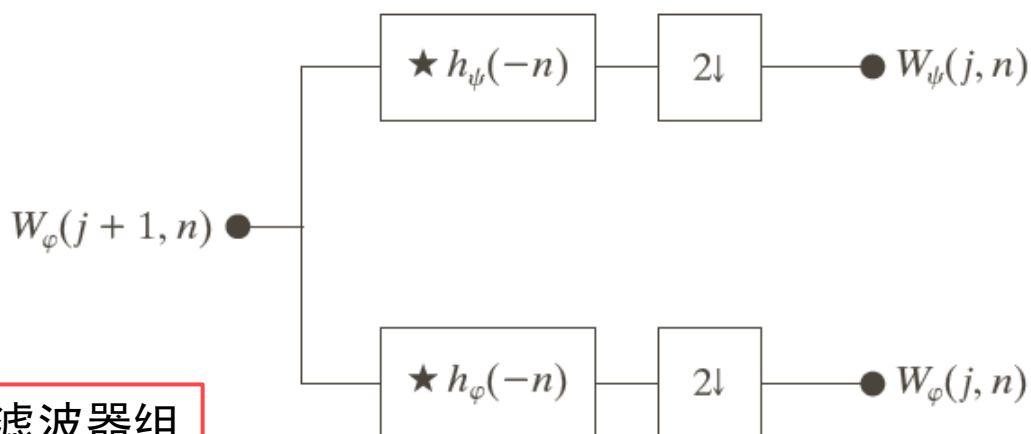 ★ h_ψ(−n) 2↓ W_ψ(j, n)
W_φ(j + 1, n)
★ h_φ(−n) 2↓ W_φ(j, n)
滤波器组